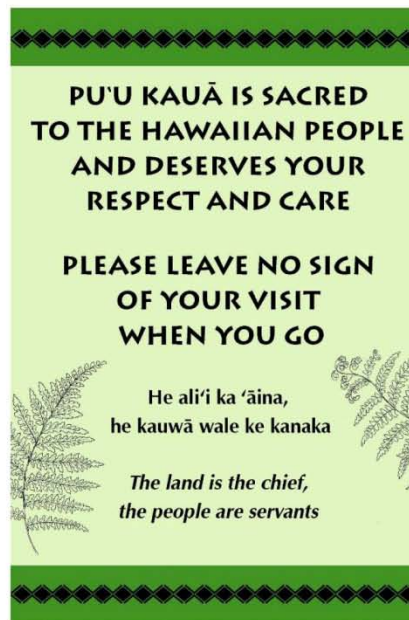 PU‘U KAUĀ IS SACRED
TO THE HAWAIIAN PEOPLE
AND DESERVES YOUR
RESPECT AND CARE
PLEASE LEAVE NO SIGN
OF YOUR VISIT
WHEN YOU GO
He ali‘i ka ‘āina,
he kauwā wale ke kanaka
The land is the chief,
the people are servants